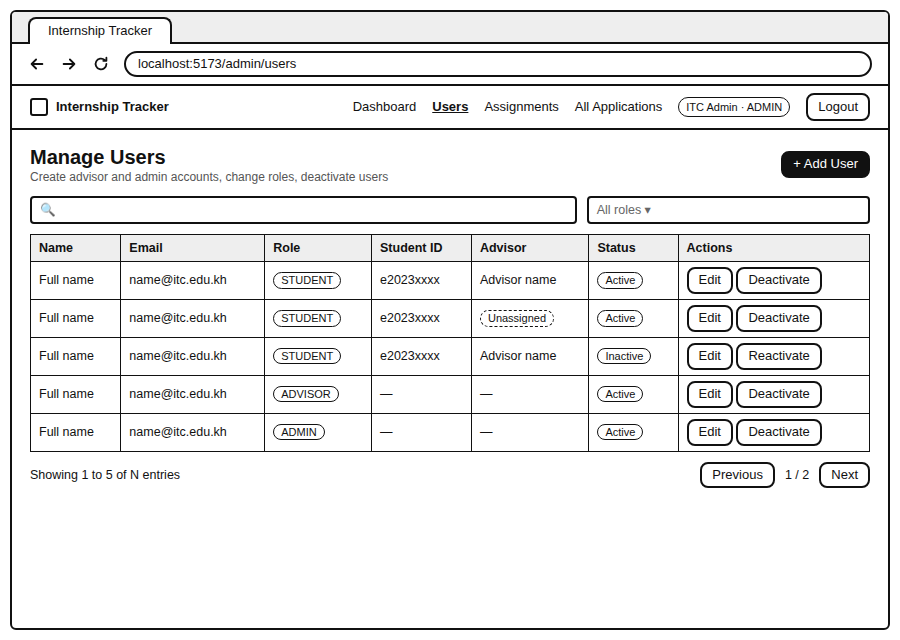 Internship Tracker
localhost:5173/admin/users
Internship Tracker Dashboard Users Assignments All Applications ITC Admin · ADMIN Logout
Manage Users
Create advisor and admin accounts, change roles, deactivate users
+ Add User
All roles ▾
Name Email Role Student ID Advisor Status Actions
Full name name@itc.edu.kh STUDENT e2023xxxx Advisor name Active Edit Deactivate
Full name name@itc.edu.kh STUDENT e2023xxxx Unassigned Active Edit Deactivate
Full name name@itc.edu.kh STUDENT e2023xxxx Advisor name Inactive Edit Reactivate
Full name name@itc.edu.kh ADVISOR — — Active Edit Deactivate
Full name name@itc.edu.kh ADMIN — — Active Edit Deactivate
Showing 1 to 5 of N entries Previous 1 / 2 Next